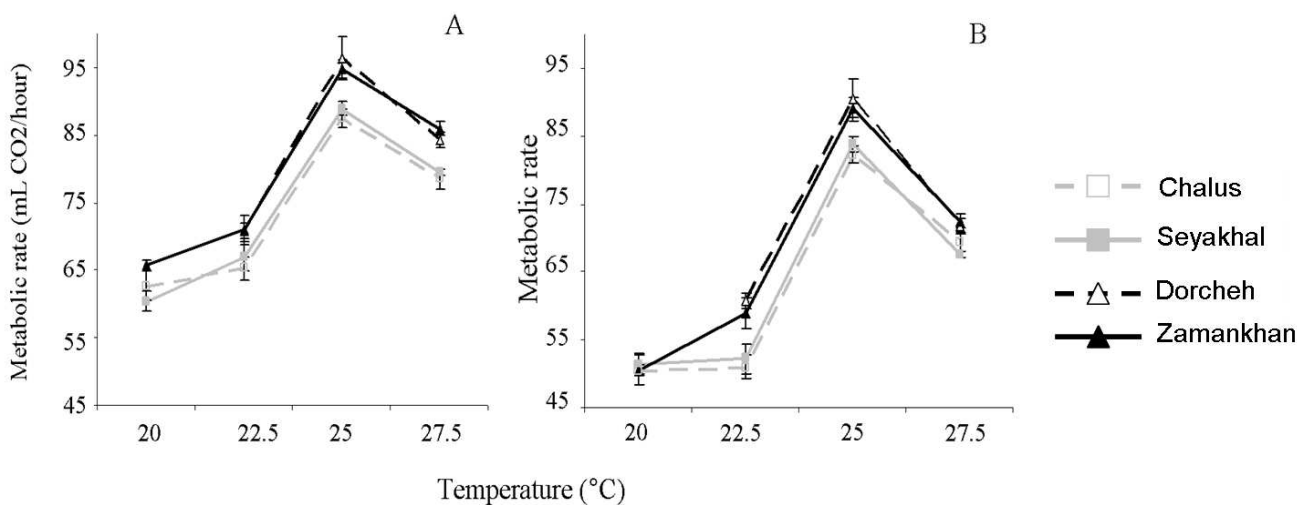 A
Metabolic rate (mL CO2/hour)
95
85
75
65
55
45
20
22.5
25
27.5
B
Metabolic rate
95
85
75
65
55
45
20
22.5
25
27.5
Temperature (°C)
Chalus
Seyakhal
Dorcheh
Zamankhan